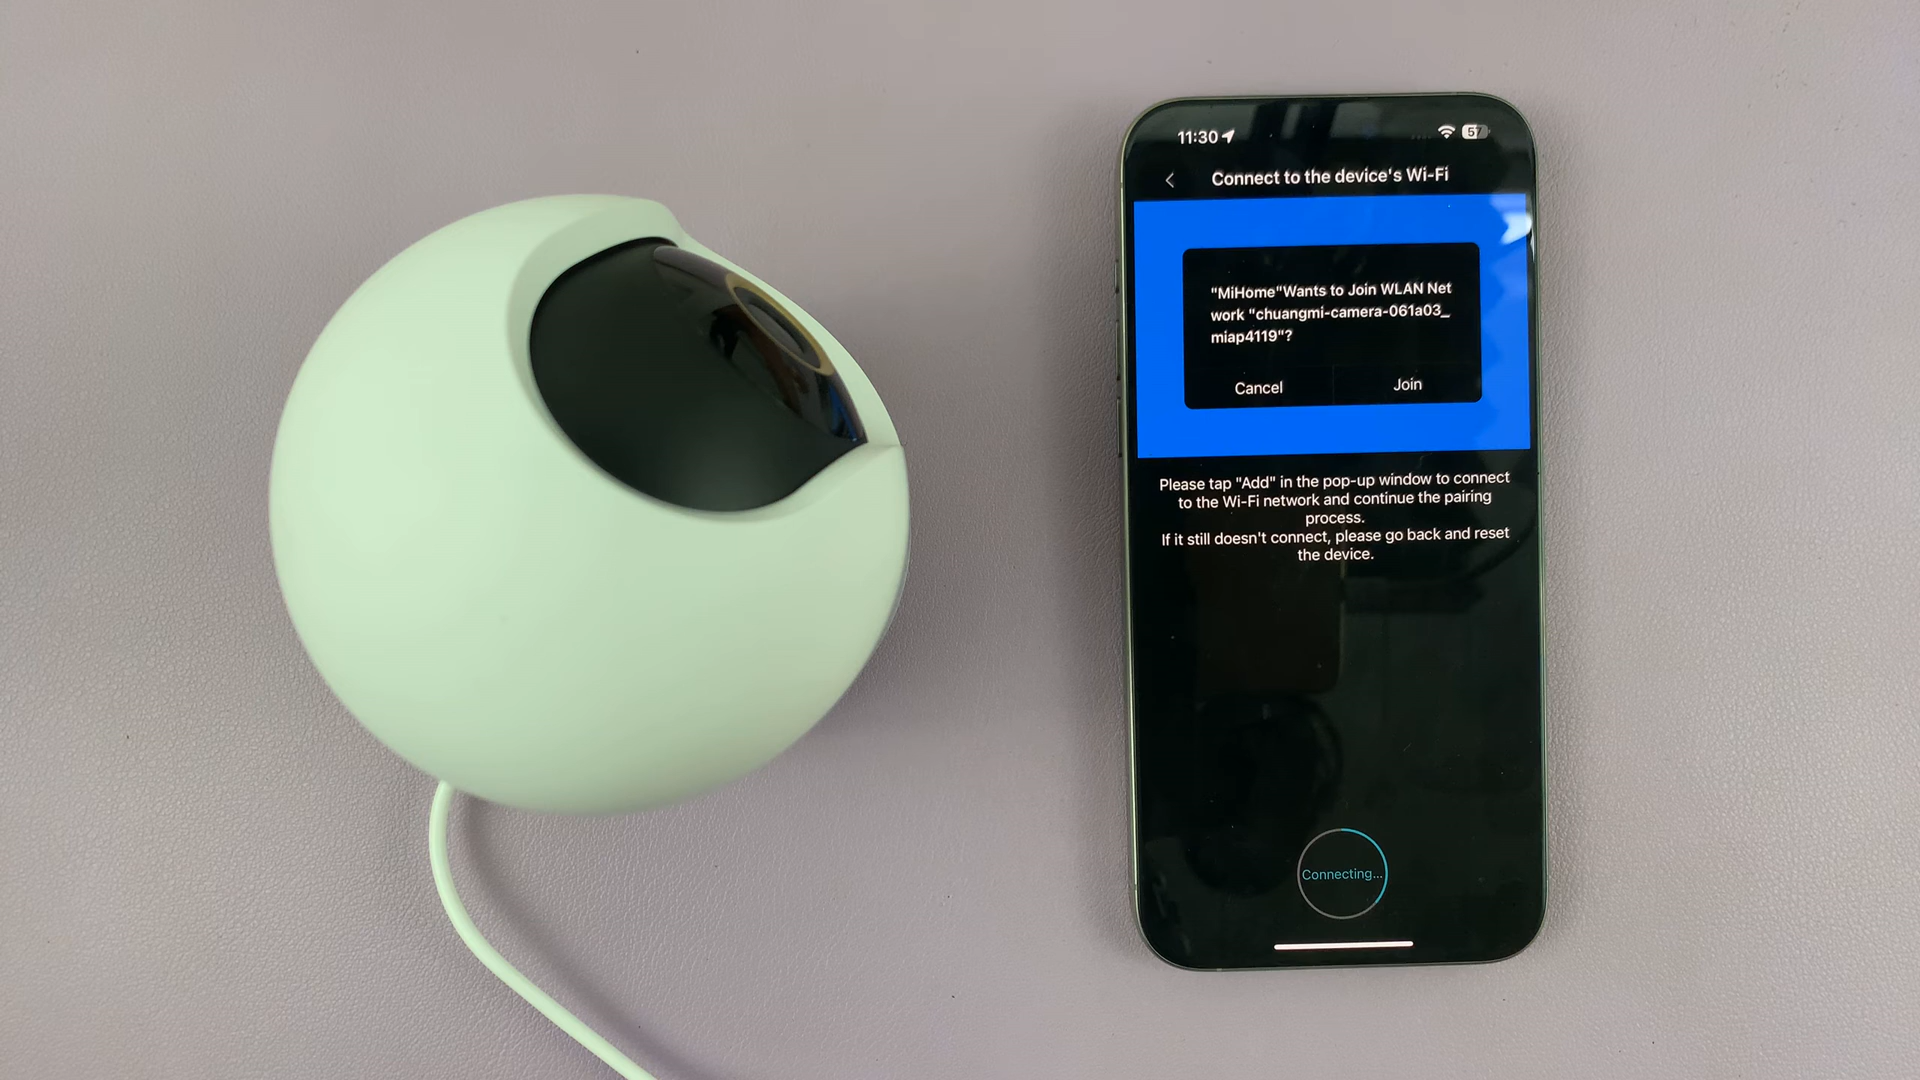 11:30
57
Connect to the device's Wi-Fi
"MiHome"Wants to Join WLAN Net
work "chuangmi-camera-061a03_
miap4119"?
Cancel Join
Please tap "Add" in the pop-up window to connect
to the Wi-Fi network and continue the pairing
process.
If it still doesn't connect, please go back and reset
the device.
Connecting...